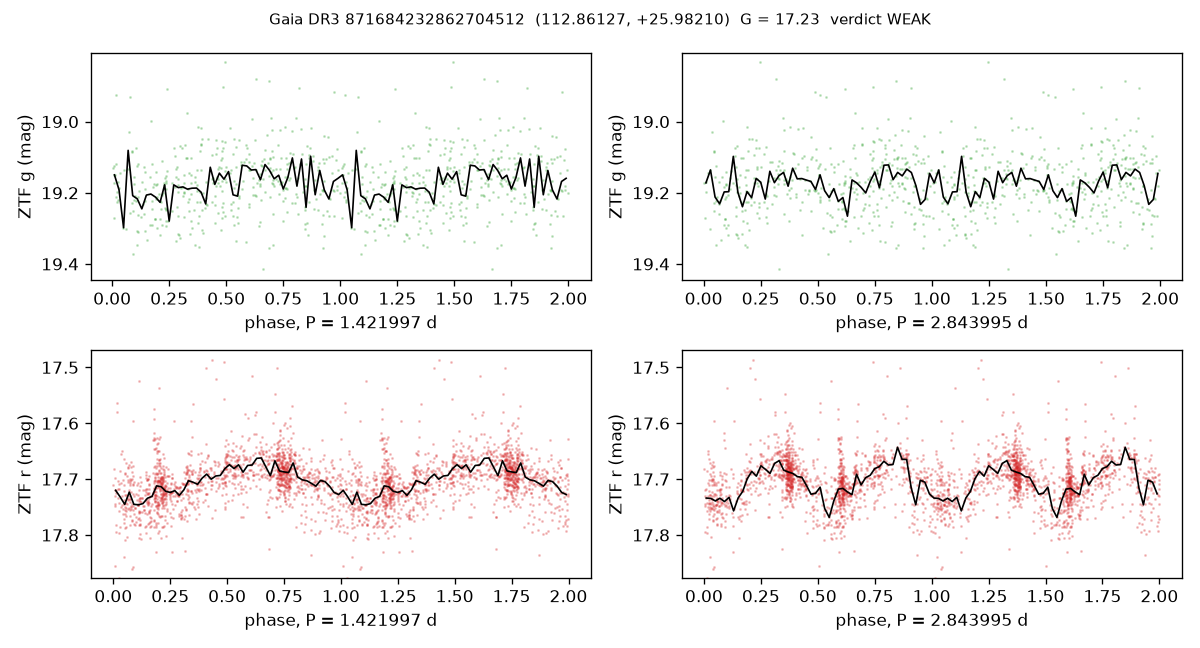 Gaia DR3 871684232862704512 (112.86127, +25.98210) G = 17.23 verdict WEAK
ZTF g (mag)
19.0
19.2
19.4
0.00 0.25 0.50 0.75 1.00 1.25 1.50 1.75 2.00
phase, P = 1.421997 d
ZTF g (mag)
19.0
19.2
19.4
0.00 0.25 0.50 0.75 1.00 1.25 1.50 1.75 2.00
phase, P = 2.843995 d
ZTF r (mag)
17.5
17.6
17.7
17.8
0.00 0.25 0.50 0.75 1.00 1.25 1.50 1.75 2.00
phase, P = 1.421997 d
ZTF r (mag)
17.5
17.6
17.7
17.8
0.00 0.25 0.50 0.75 1.00 1.25 1.50 1.75 2.00
phase, P = 2.843995 d